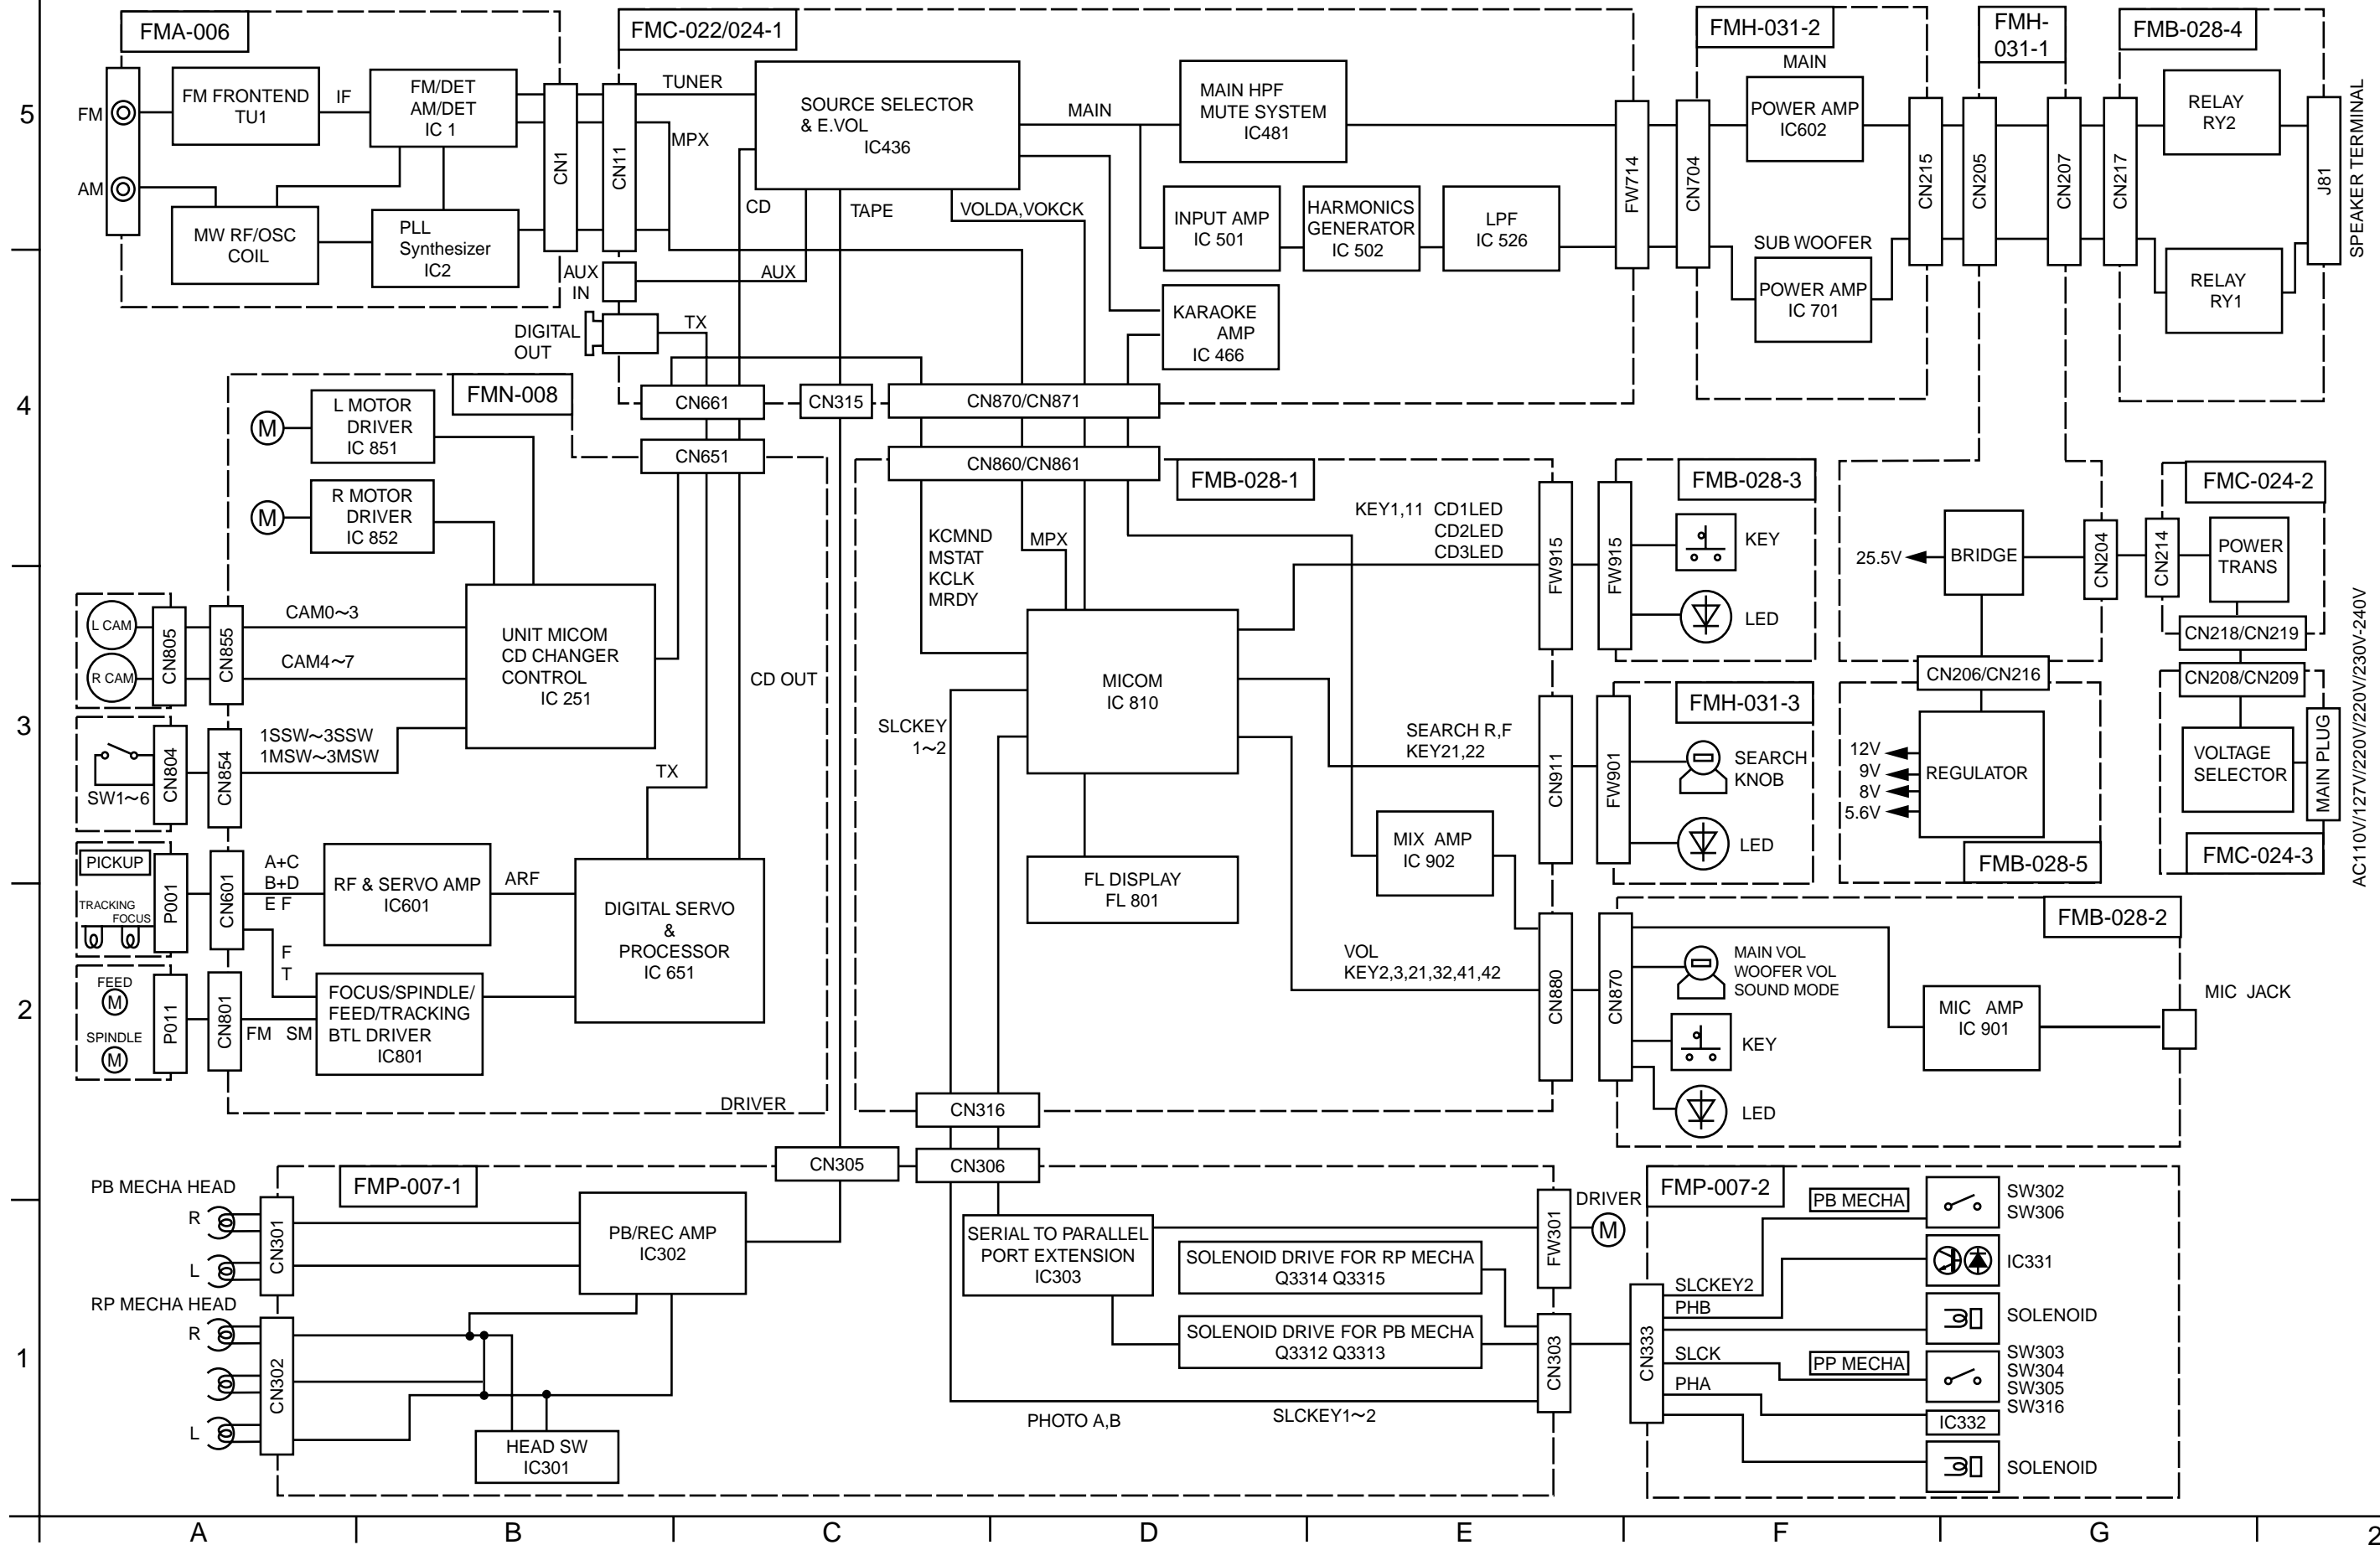 FMA-006
FM
AM
FM FRONTEND
TU1
IF
FM/DET
AM/DET
IC 1
MW RF/OSC
COIL
PLL
Synthesizer
IC2
CN1
FMC-022/024-1
CN11
TUNER
MPX
SOURCE SELECTOR
& E.VOL
IC436
CD
TAPE
VOLDA,VOKCK
AUX
IN
AUX
DIGITAL
OUT
TX
MAIN
MAIN HPF
MUTE SYSTEM
IC481
INPUT AMP
IC 501
HARMONICS
GENERATOR
IC 502
LPF
IC 526
KARAOKE
AMP
IC 466
FW714
CN661
CN315
CN870/CN871
FMH-031-2
MAIN
CN704
POWER AMP
IC602
SUB WOOFER
POWER AMP
IC 701
CN215
FMH-
031-1
CN205
CN207
FMB-028-4
CN217
RELAY
RY2
RELAY
RY1
J81
SPEAKER TERMINAL
5
4
3
2
1
FMN-008
M
L MOTOR
DRIVER
IC 851
M
R MOTOR
DRIVER
IC 852
CN651
L CAM
R CAM
CN805
CN855
CAM0~3
CAM4~7
UNIT MICOM
CD CHANGER
CONTROL
IC 251
SW1~6
CN804
CN854
1SSW~3SSW
1MSW~3MSW
TX
CD OUT
PICKUP
TRACKING
FOCUS
P001
CN601
A+C
B+D
E F
RF & SERVO AMP
IC601
ARF
DIGITAL SERVO
&
PROCESSOR
IC 651
F
T
FEED
M
SPINDLE
M
P011
CN801
FM SM
FOCUS/SPINDLE/
FEED/TRACKING
BTL DRIVER
IC801
DRIVER
CN860/CN861
FMB-028-1
KCMND
MSTAT
KCLK
MRDY
MPX
KEY1,11 CD1LED
CD2LED
CD3LED
FW915
MICOM
IC 810
SLCKEY
1~2
SEARCH R,F
KEY21,22
CN911
MIX AMP
IC 902
FL DISPLAY
FL 801
VOL
KEY2,3,21,32,41,42
CN880
CN316
FMB-028-3
FW915
KEY
LED
FMH-031-3
FW901
SEARCH
KNOB
LED
25.5V
BRIDGE
CN204
CN206/CN216
12V
9V
8V
5.6V
REGULATOR
FMB-028-5
FMC-024-2
CN214
POWER
TRANS
CN218/CN219
CN208/CN209
VOLTAGE
SELECTOR
MAIN PLUG
FMC-024-3
AC110V/127V/220V/220V/230V-240V
FMB-028-2
CN870
MAIN VOL
WOOFER VOL
SOUND MODE
KEY
LED
MIC AMP
IC 901
MIC JACK
PB MECHA HEAD
R
L
CN301
RP MECHA HEAD
R
L
CN302
FMP-007-1
PB/REC AMP
IC302
HEAD SW
IC301
CN305
CN306
SERIAL TO PARALLEL
PORT EXTENSION
IC303
SOLENOID DRIVE FOR RP MECHA
Q3314 Q3315
SOLENOID DRIVE FOR PB MECHA
Q3312 Q3313
PHOTO A,B
SLCKEY1~2
FW301
CN303
DRIVER
M
FMP-007-2
CN333
SLCKEY2
PHB
SLCK
PHA
PB MECHA
SW302
SW306
IC331
SOLENOID
PP MECHA
SW303
SW304
SW305
SW316
IC332
SOLENOID
A
B
C
D
E
F
G
2